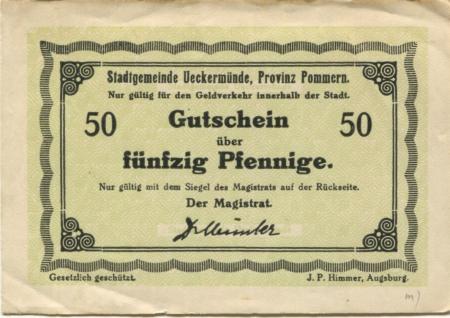 Stadtgemeinde Ueckermünde, Provinz Pommern.
Nur gültig für den Geldverkehr innerhalb der Stadt.
50 Gutschein 50
über
fünfzig Pfennige.
Nur gültig mit dem Siegel des Magistrats auf der Rückseite.
Der Magistrat.
Gesetzlich geschützt. J. P. Himmer, Augsburg.
m)